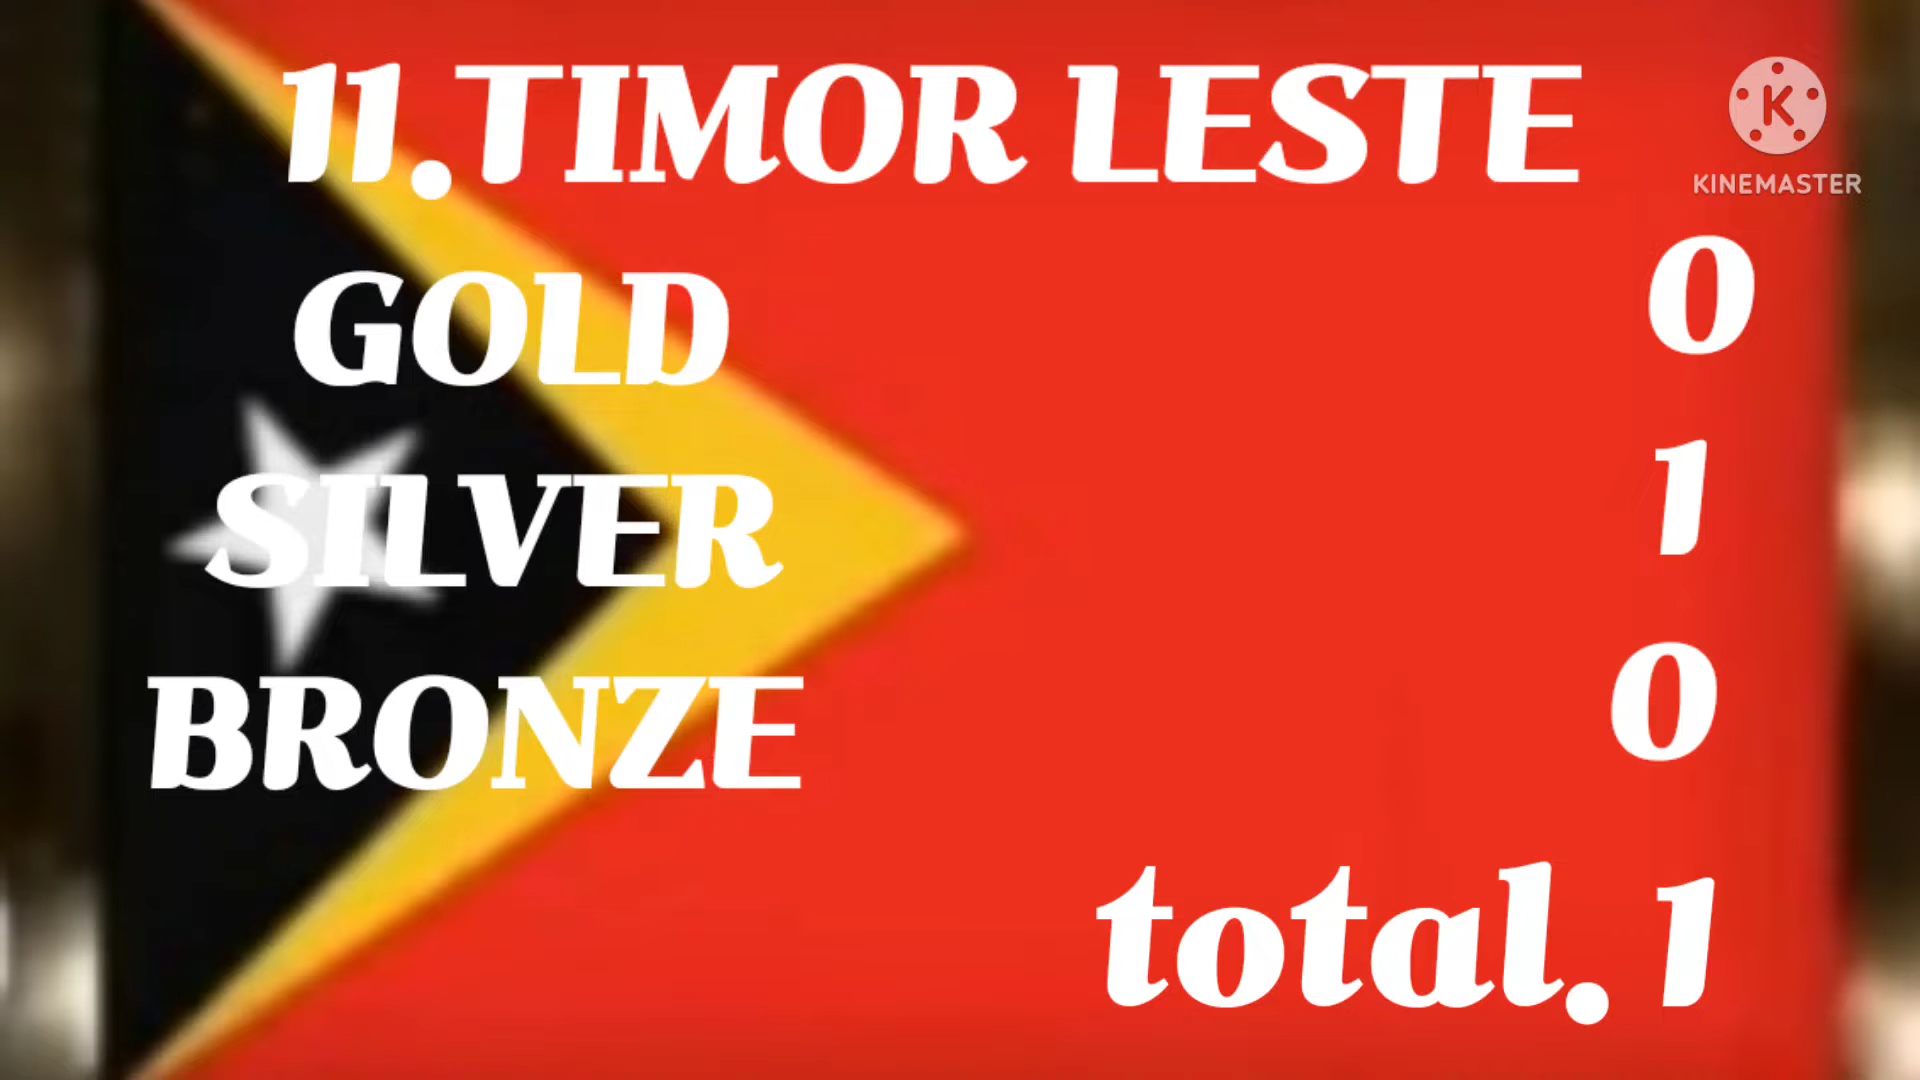 11.TIMOR LESTE
K
KINEMASTER
GOLD 0
SILVER 1
BRONZE 0
total. 1